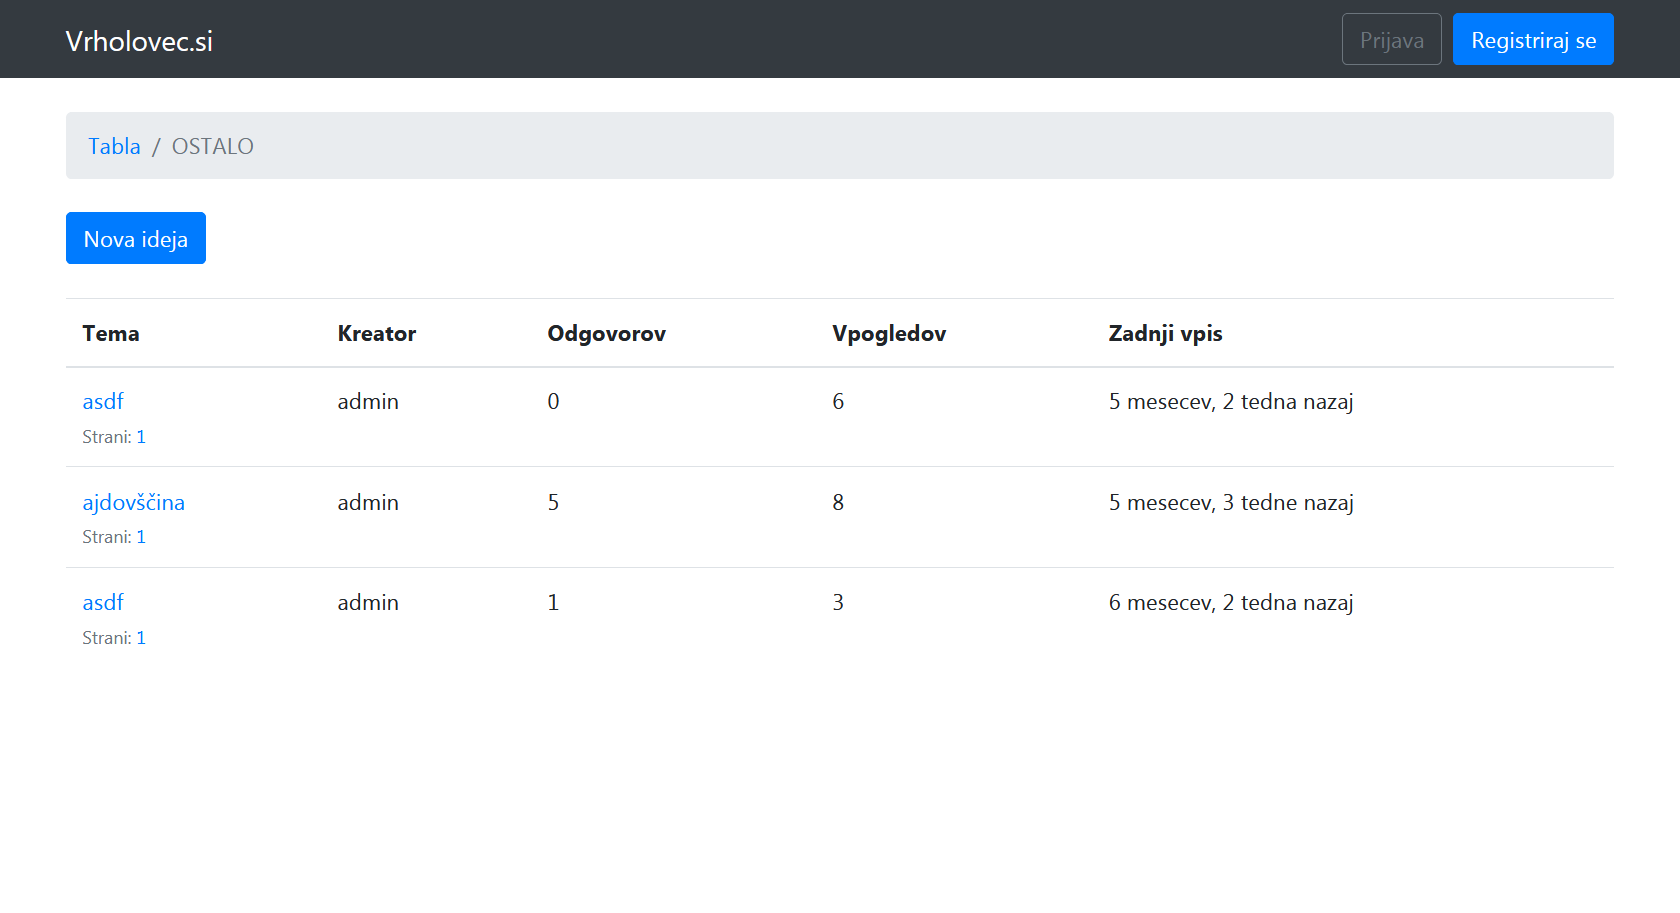 Vrholovec.si Prijava Registriraj se
Tabla / OSTALO
Nova ideja
Tema Kreator Odgovorov Vpogledov Zadnji vpis
asdf admin 0 6 5 mesecev, 2 tedna nazaj
Strani: 1
ajdovščina admin 5 8 5 mesecev, 3 tedne nazaj
Strani: 1
asdf admin 1 3 6 mesecev, 2 tedna nazaj
Strani: 1